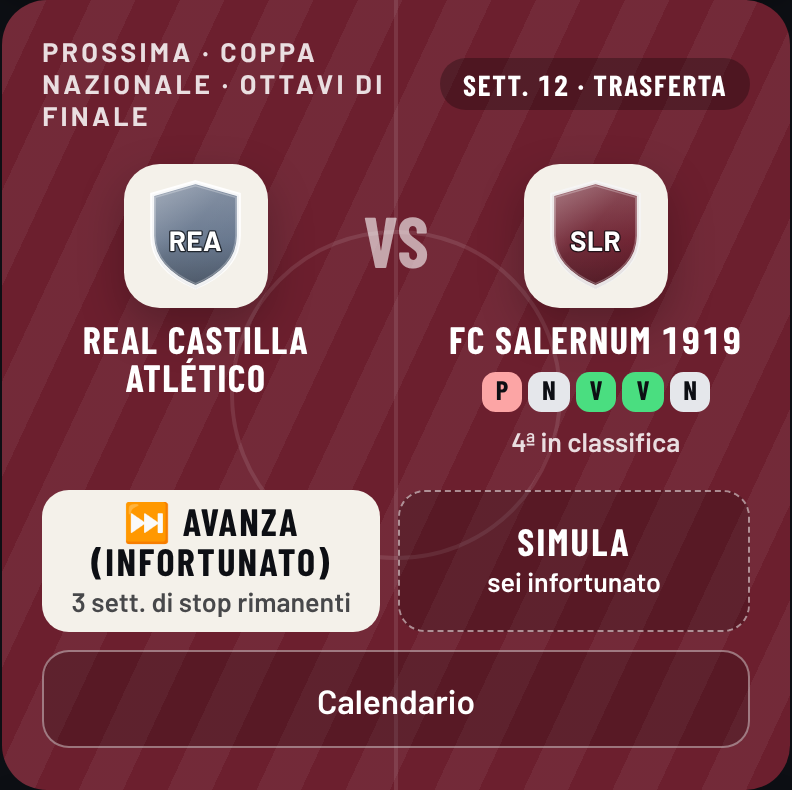 PROSSIMA · COPPA
NAZIONALE · OTTAVI DI
FINALE
SETT. 12 · TRASFERTA
REA
VS
SLR
REAL CASTILLA
ATLÉTICO
FC SALERNUM 1919
P N V V N
4ª in classifica
⏭️ AVANZA
(INFORTUNATO)
3 sett. di stop rimanenti
SIMULA
sei infortunato
Calendario